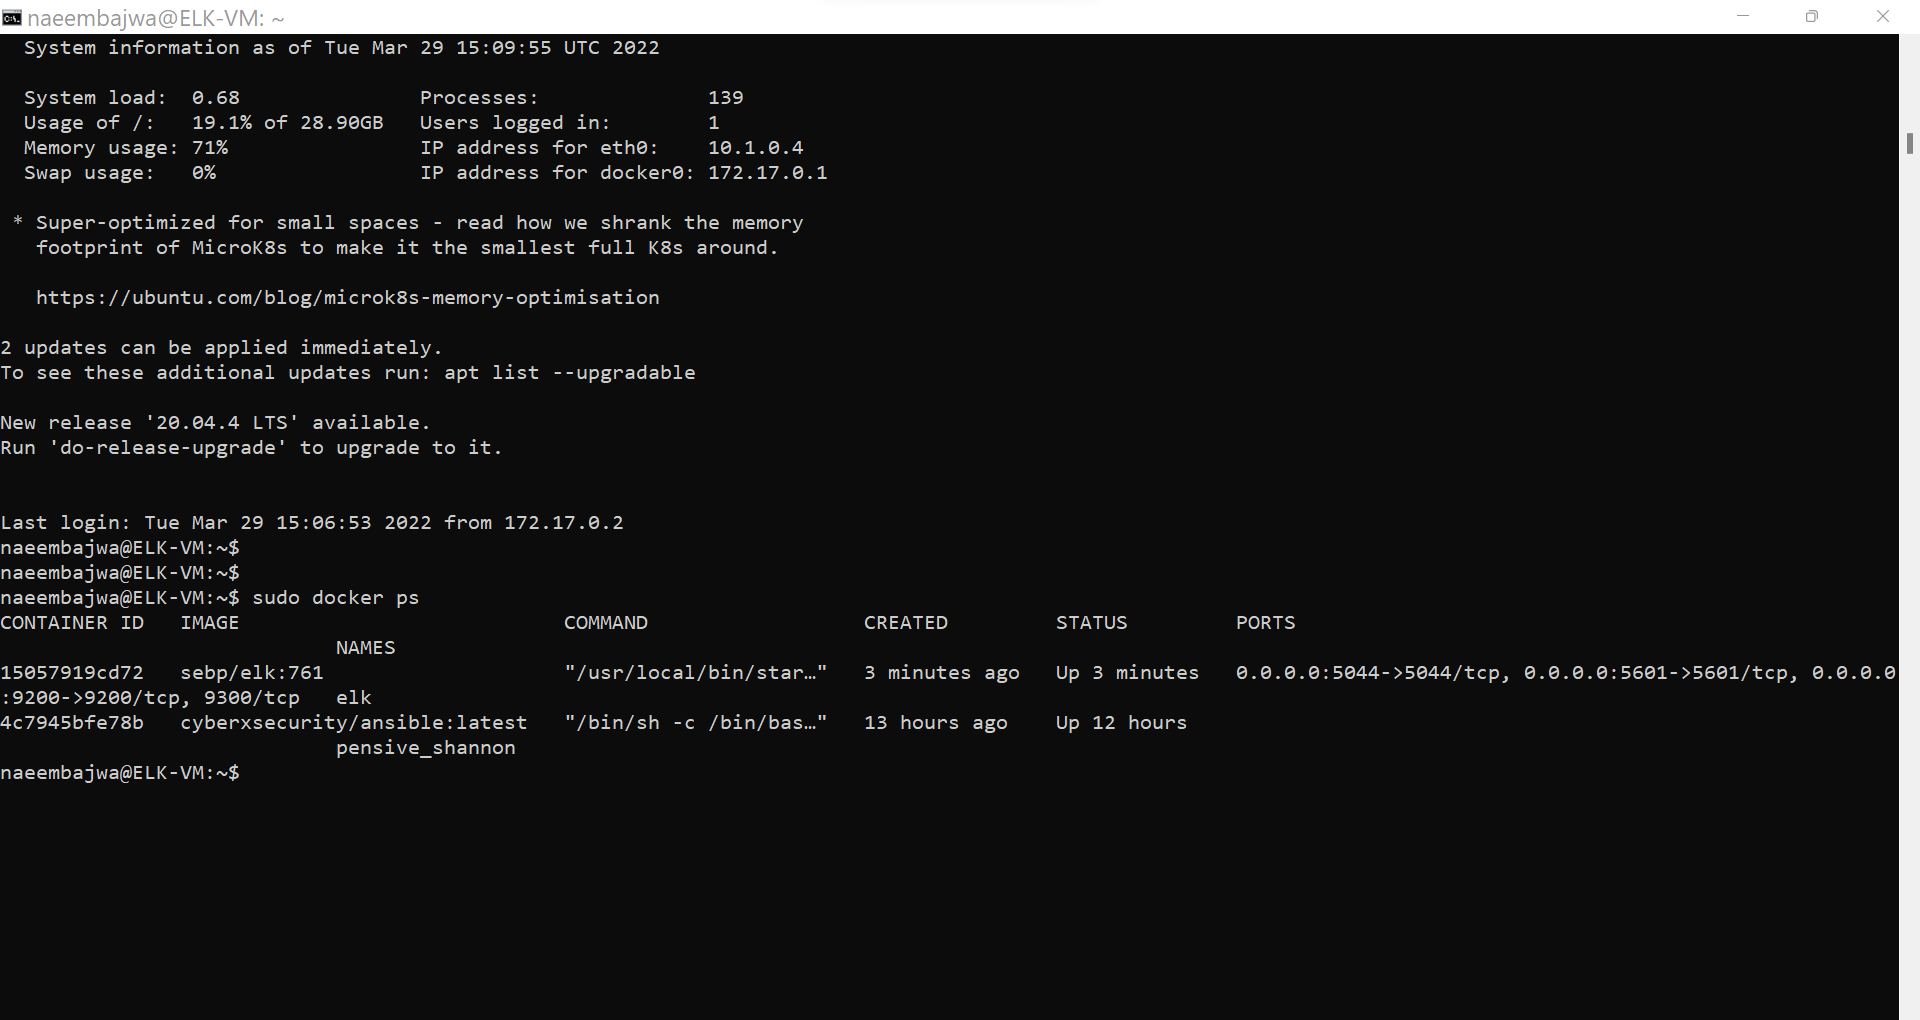 naeembajwa@ELK-VM: ~
System information as of Tue Mar 29 15:09:55 UTC 2022
System load:  0.68               Processes:              139
Usage of /:   19.1% of 28.90GB   Users logged in:        1
Memory usage: 71%                IP address for eth0:    10.1.0.4
Swap usage:   0%                 IP address for docker0: 172.17.0.1
* Super-optimized for small spaces - read how we shrank the memory
footprint of MicroK8s to make it the smallest full K8s around.
https://ubuntu.com/blog/microk8s-memory-optimisation
2 updates can be applied immediately.
To see these additional updates run: apt list --upgradable
New release '20.04.4 LTS' available.
Run 'do-release-upgrade' to upgrade to it.
Last login: Tue Mar 29 15:06:53 2022 from 172.17.0.2
naeembajwa@ELK-VM:~$
naeembajwa@ELK-VM:~$
naeembajwa@ELK-VM:~$ sudo docker ps
CONTAINER ID   IMAGE                           COMMAND                  CREATED         STATUS         PORTS
NAMES
15057919cd72   sebp/elk:761                    "/usr/local/bin/star…"   3 minutes ago   Up 3 minutes   0.0.0.0:5044->5044/tcp, 0.0.0.0:5601->5601/tcp, 0.0.0.0
:9200->9200/tcp, 9300/tcp   elk
4c7945bfe78b   cyberxsecurity/ansible:latest   "/bin/sh -c /bin/bas…"   13 hours ago   Up 12 hours
pensive_shannon
naeembajwa@ELK-VM:~$